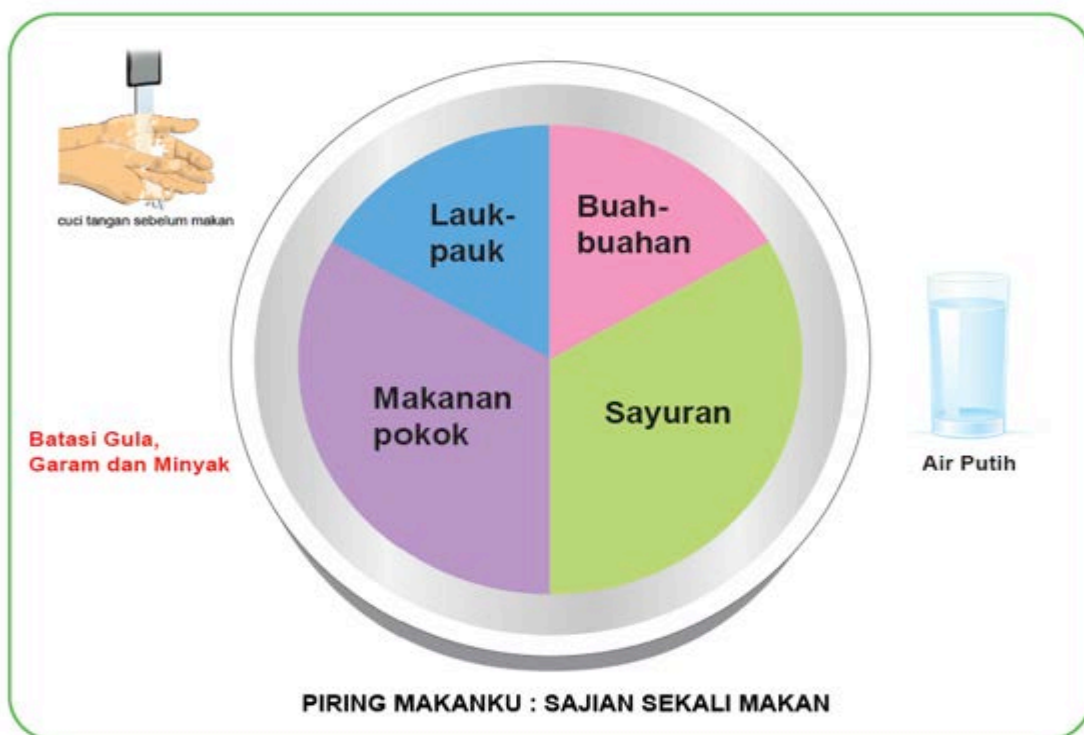 cuci tangan sebelum makan
Lauk-
pauk
Buah-
buahan
Makanan
pokok
Sayuran
Batasi Gula,
Garam dan Minyak
Air Putih
PIRING MAKANKU : SAJIAN SEKALI MAKAN